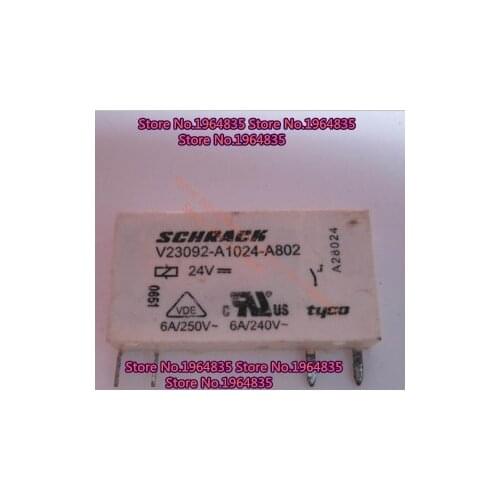 Store No.1964835 Store No.1964835
Store No.1964835
SCHRACK
V23092-A1024-A802
24V
A28024
0651
VDE
c RU US
tyco
6A/250V~ 6A/240V~
Store No.1964835 Store No.1964835
Store No.1964835